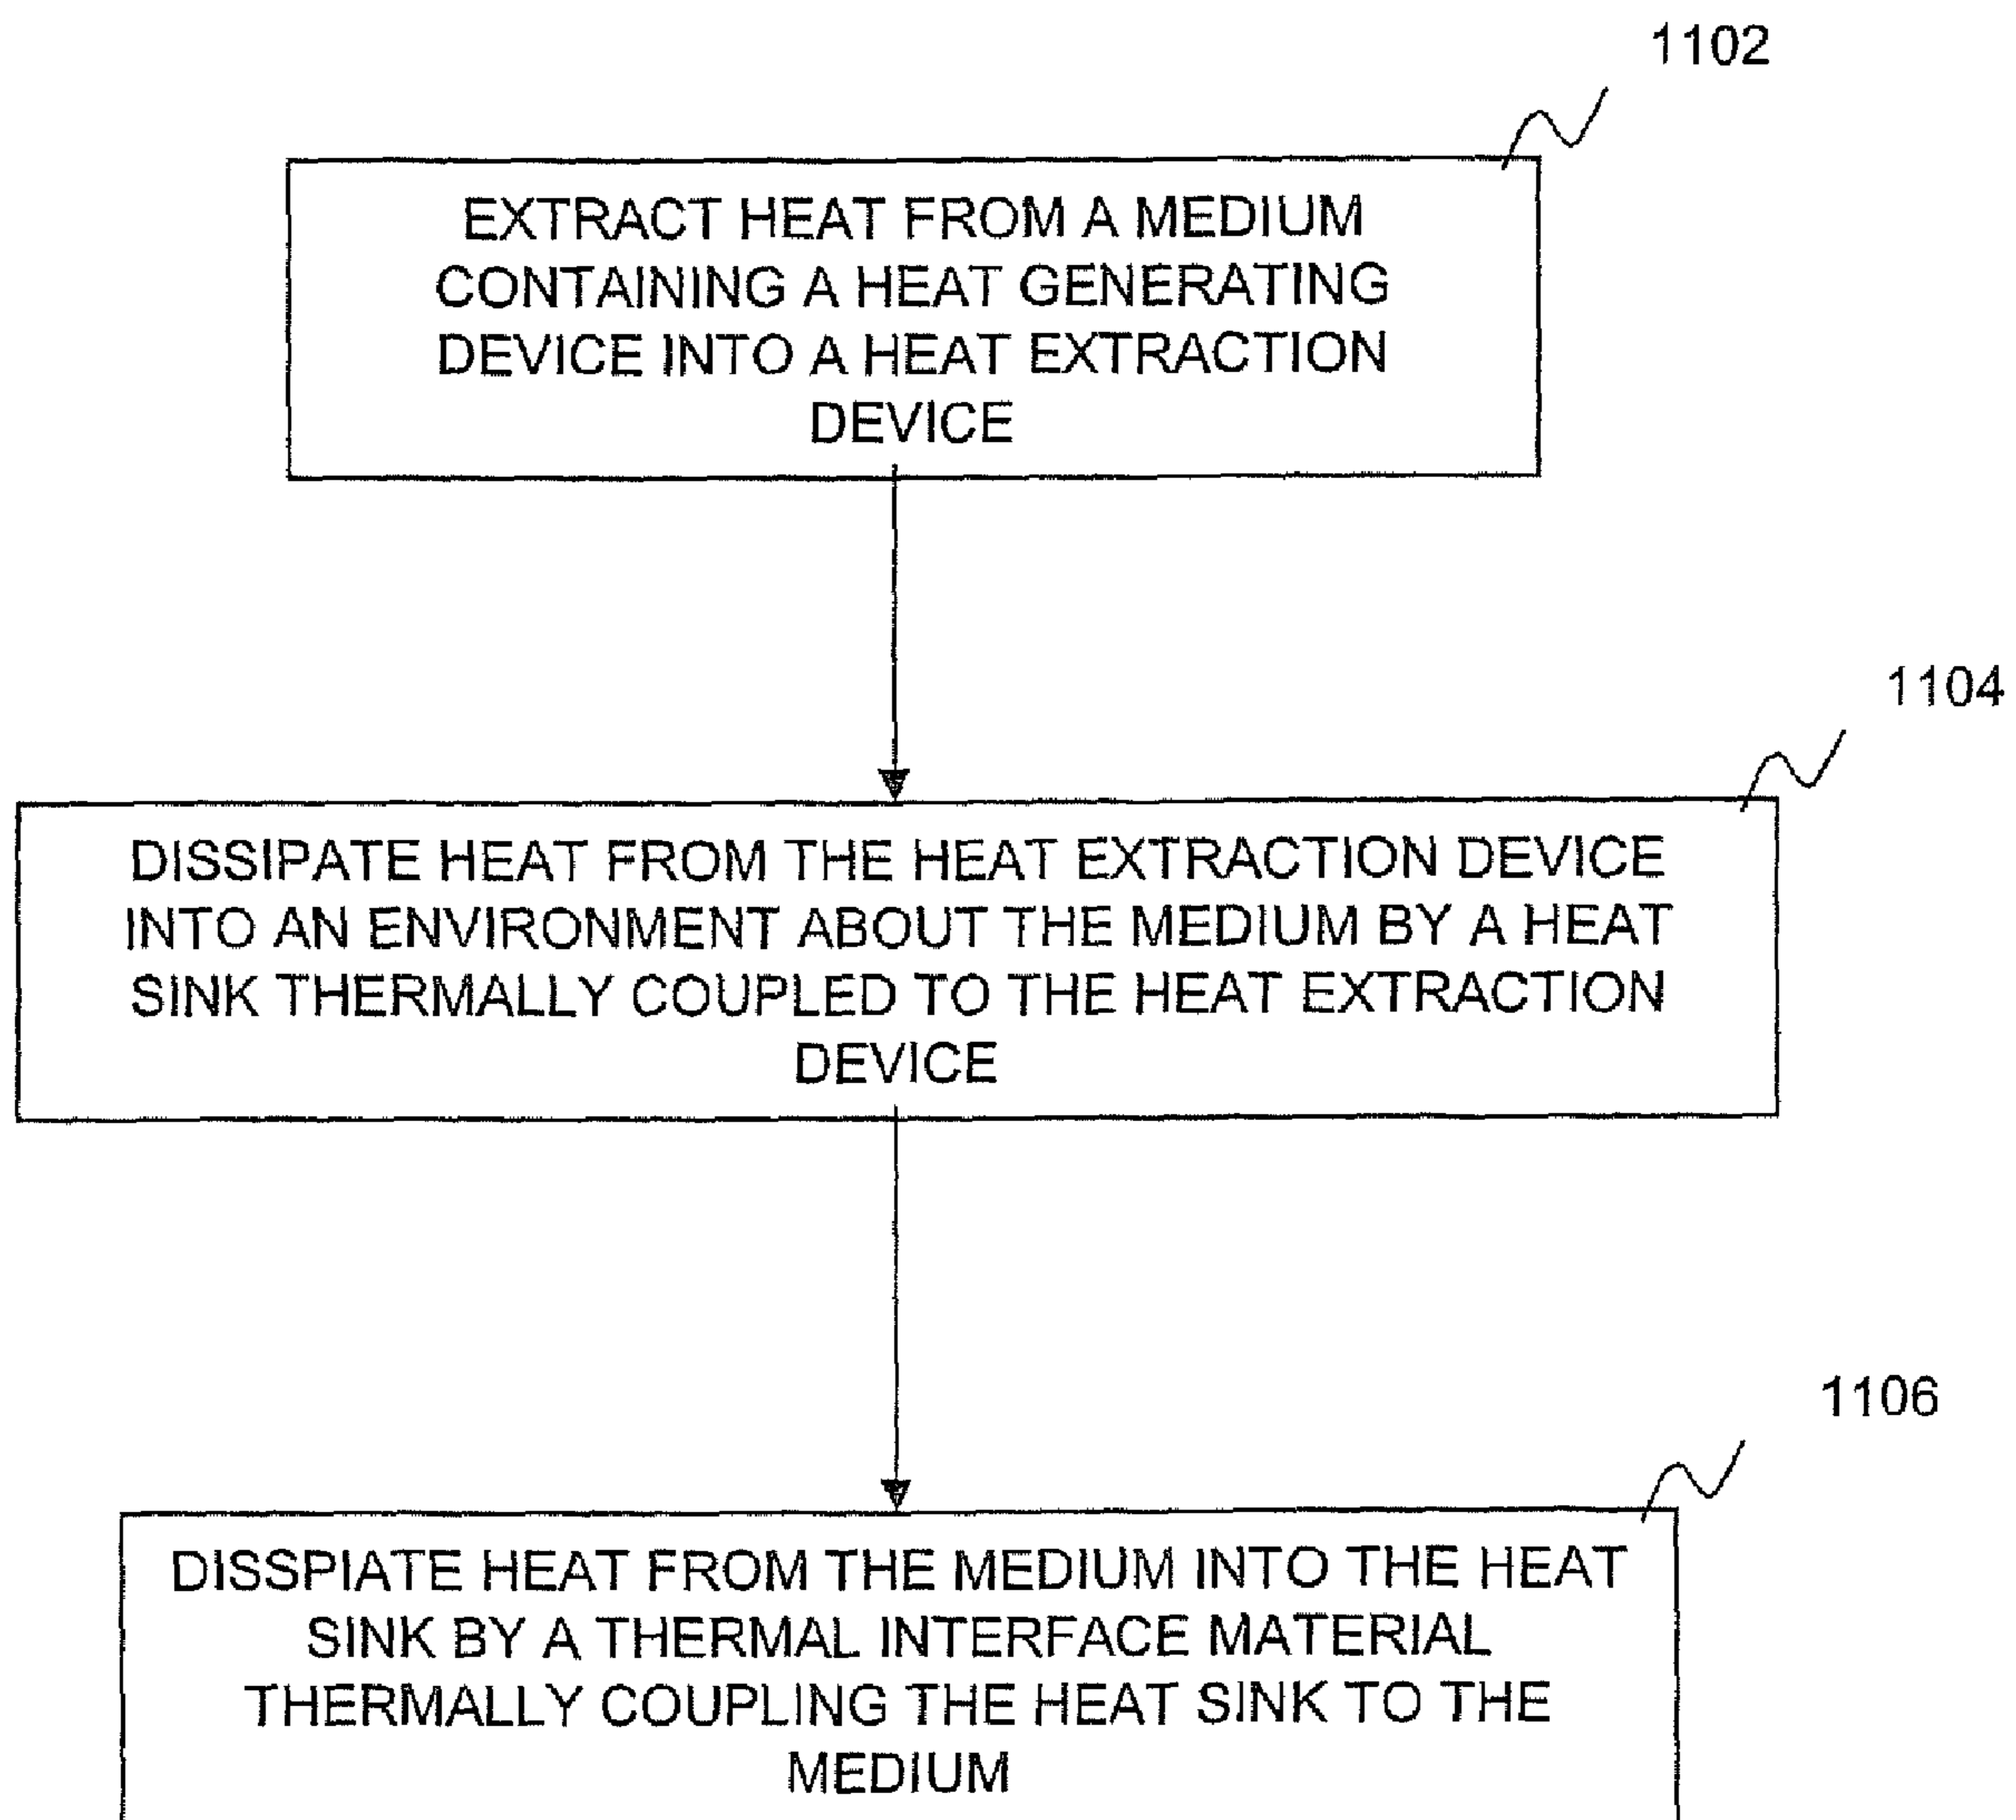 1102
EXTRACT HEAT FROM A MEDIUM
CONTAINING A HEAT GENERATING
DEVICE INTO A HEAT EXTRACTION
DEVICE
1104
DISSIPATE HEAT FROM THE HEAT EXTRACTION DEVICE
INTO AN ENVIRONMENT ABOUT THE MEDIUM BY A HEAT
SINK THERMALLY COUPLED TO THE HEAT EXTRACTION
DEVICE
1106
DISSPIATE HEAT FROM THE MEDIUM INTO THE HEAT
SINK BY A THERMAL INTERFACE MATERIAL
THERMALLY COUPLING THE HEAT SINK TO THE
MEDIUM